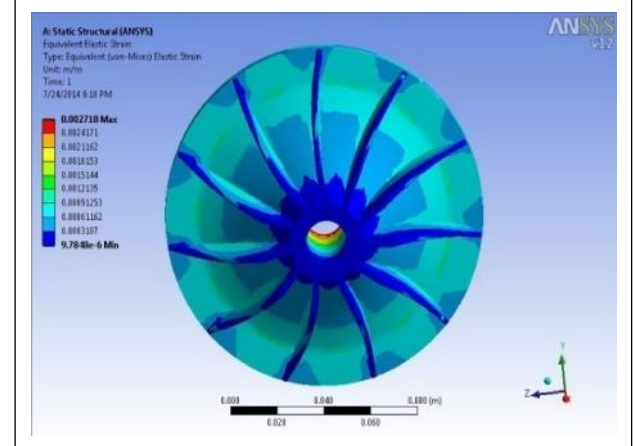 A: Static Structural (ANSYS)
Equivalent Elastic Strain
Type: Equivalent (von-Mises) Elastic Strain
Unit: m/m
Time: 1
7/24/2014 9:18 PM
0.002718 Max
0.0024171
0.0021162
0.0018153
0.0015144
0.0012135
0.00091253
0.00061162
0.0003107
9.7848e-6 Min
ANSYS
v12
0.000
0.040
0.080 (m)
0.020
0.060
Y
Z